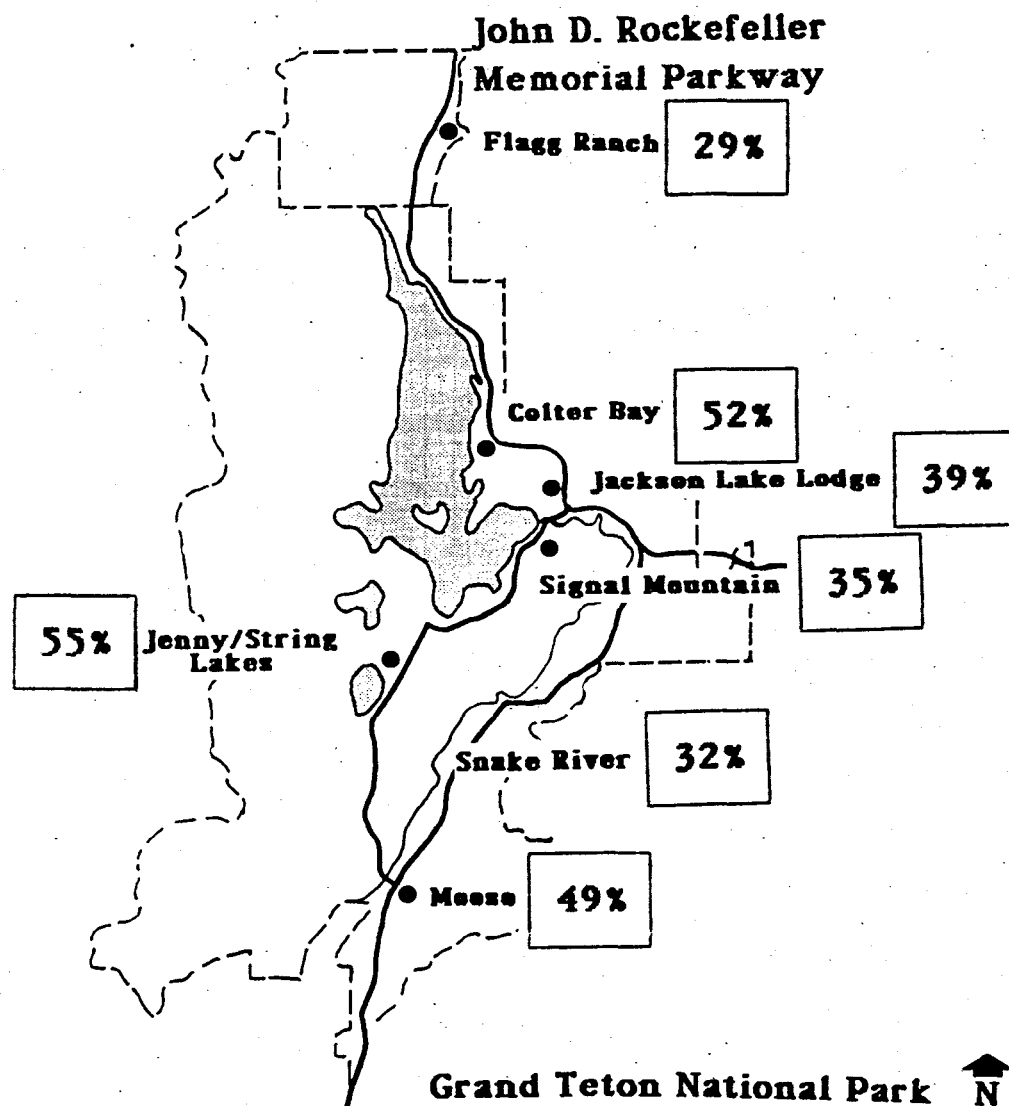 John D. Rockefeller
Memorial Parkway
Flagg Ranch
29%
Colter Bay
52%
Jackson Lake Lodge
39%
Signal Mountain
35%
55%
Jenny/String
Lakes
Snake River
32%
Moose
49%
Grand Teton National Park
N